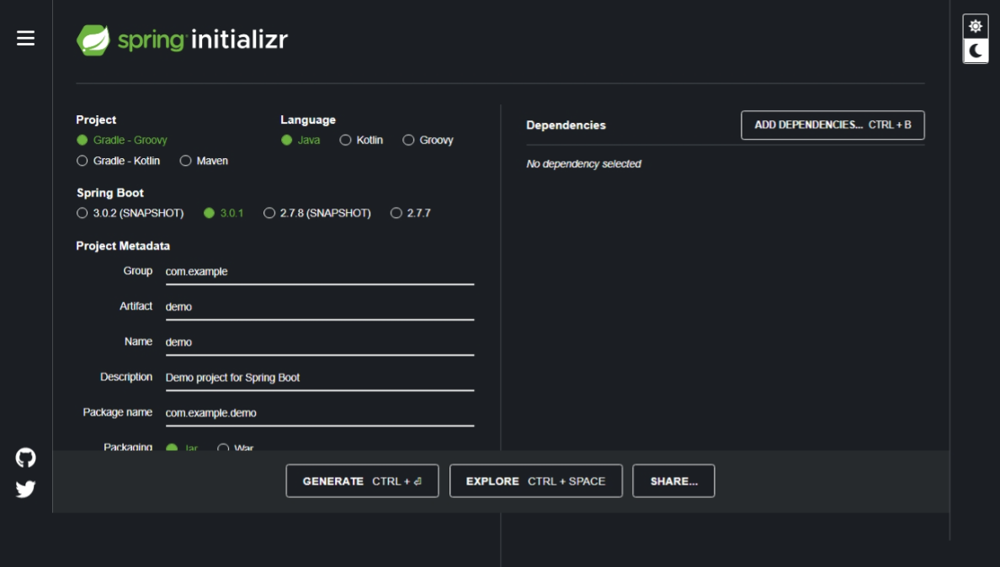 spring initializr
Project
Gradle - Groovy
Gradle - Kotlin Maven
Language
Java Kotlin Groovy
Spring Boot
3.0.2 (SNAPSHOT) 3.0.1 2.7.8 (SNAPSHOT) 2.7.7
Project Metadata
Group com.example
Artifact demo
Name demo
Description Demo project for Spring Boot
Package name com.example.demo
Packaging Jar War
Dependencies ADD DEPENDENCIES... CTRL + B
No dependency selected
GENERATE CTRL + ⏎ EXPLORE CTRL + SPACE SHARE...